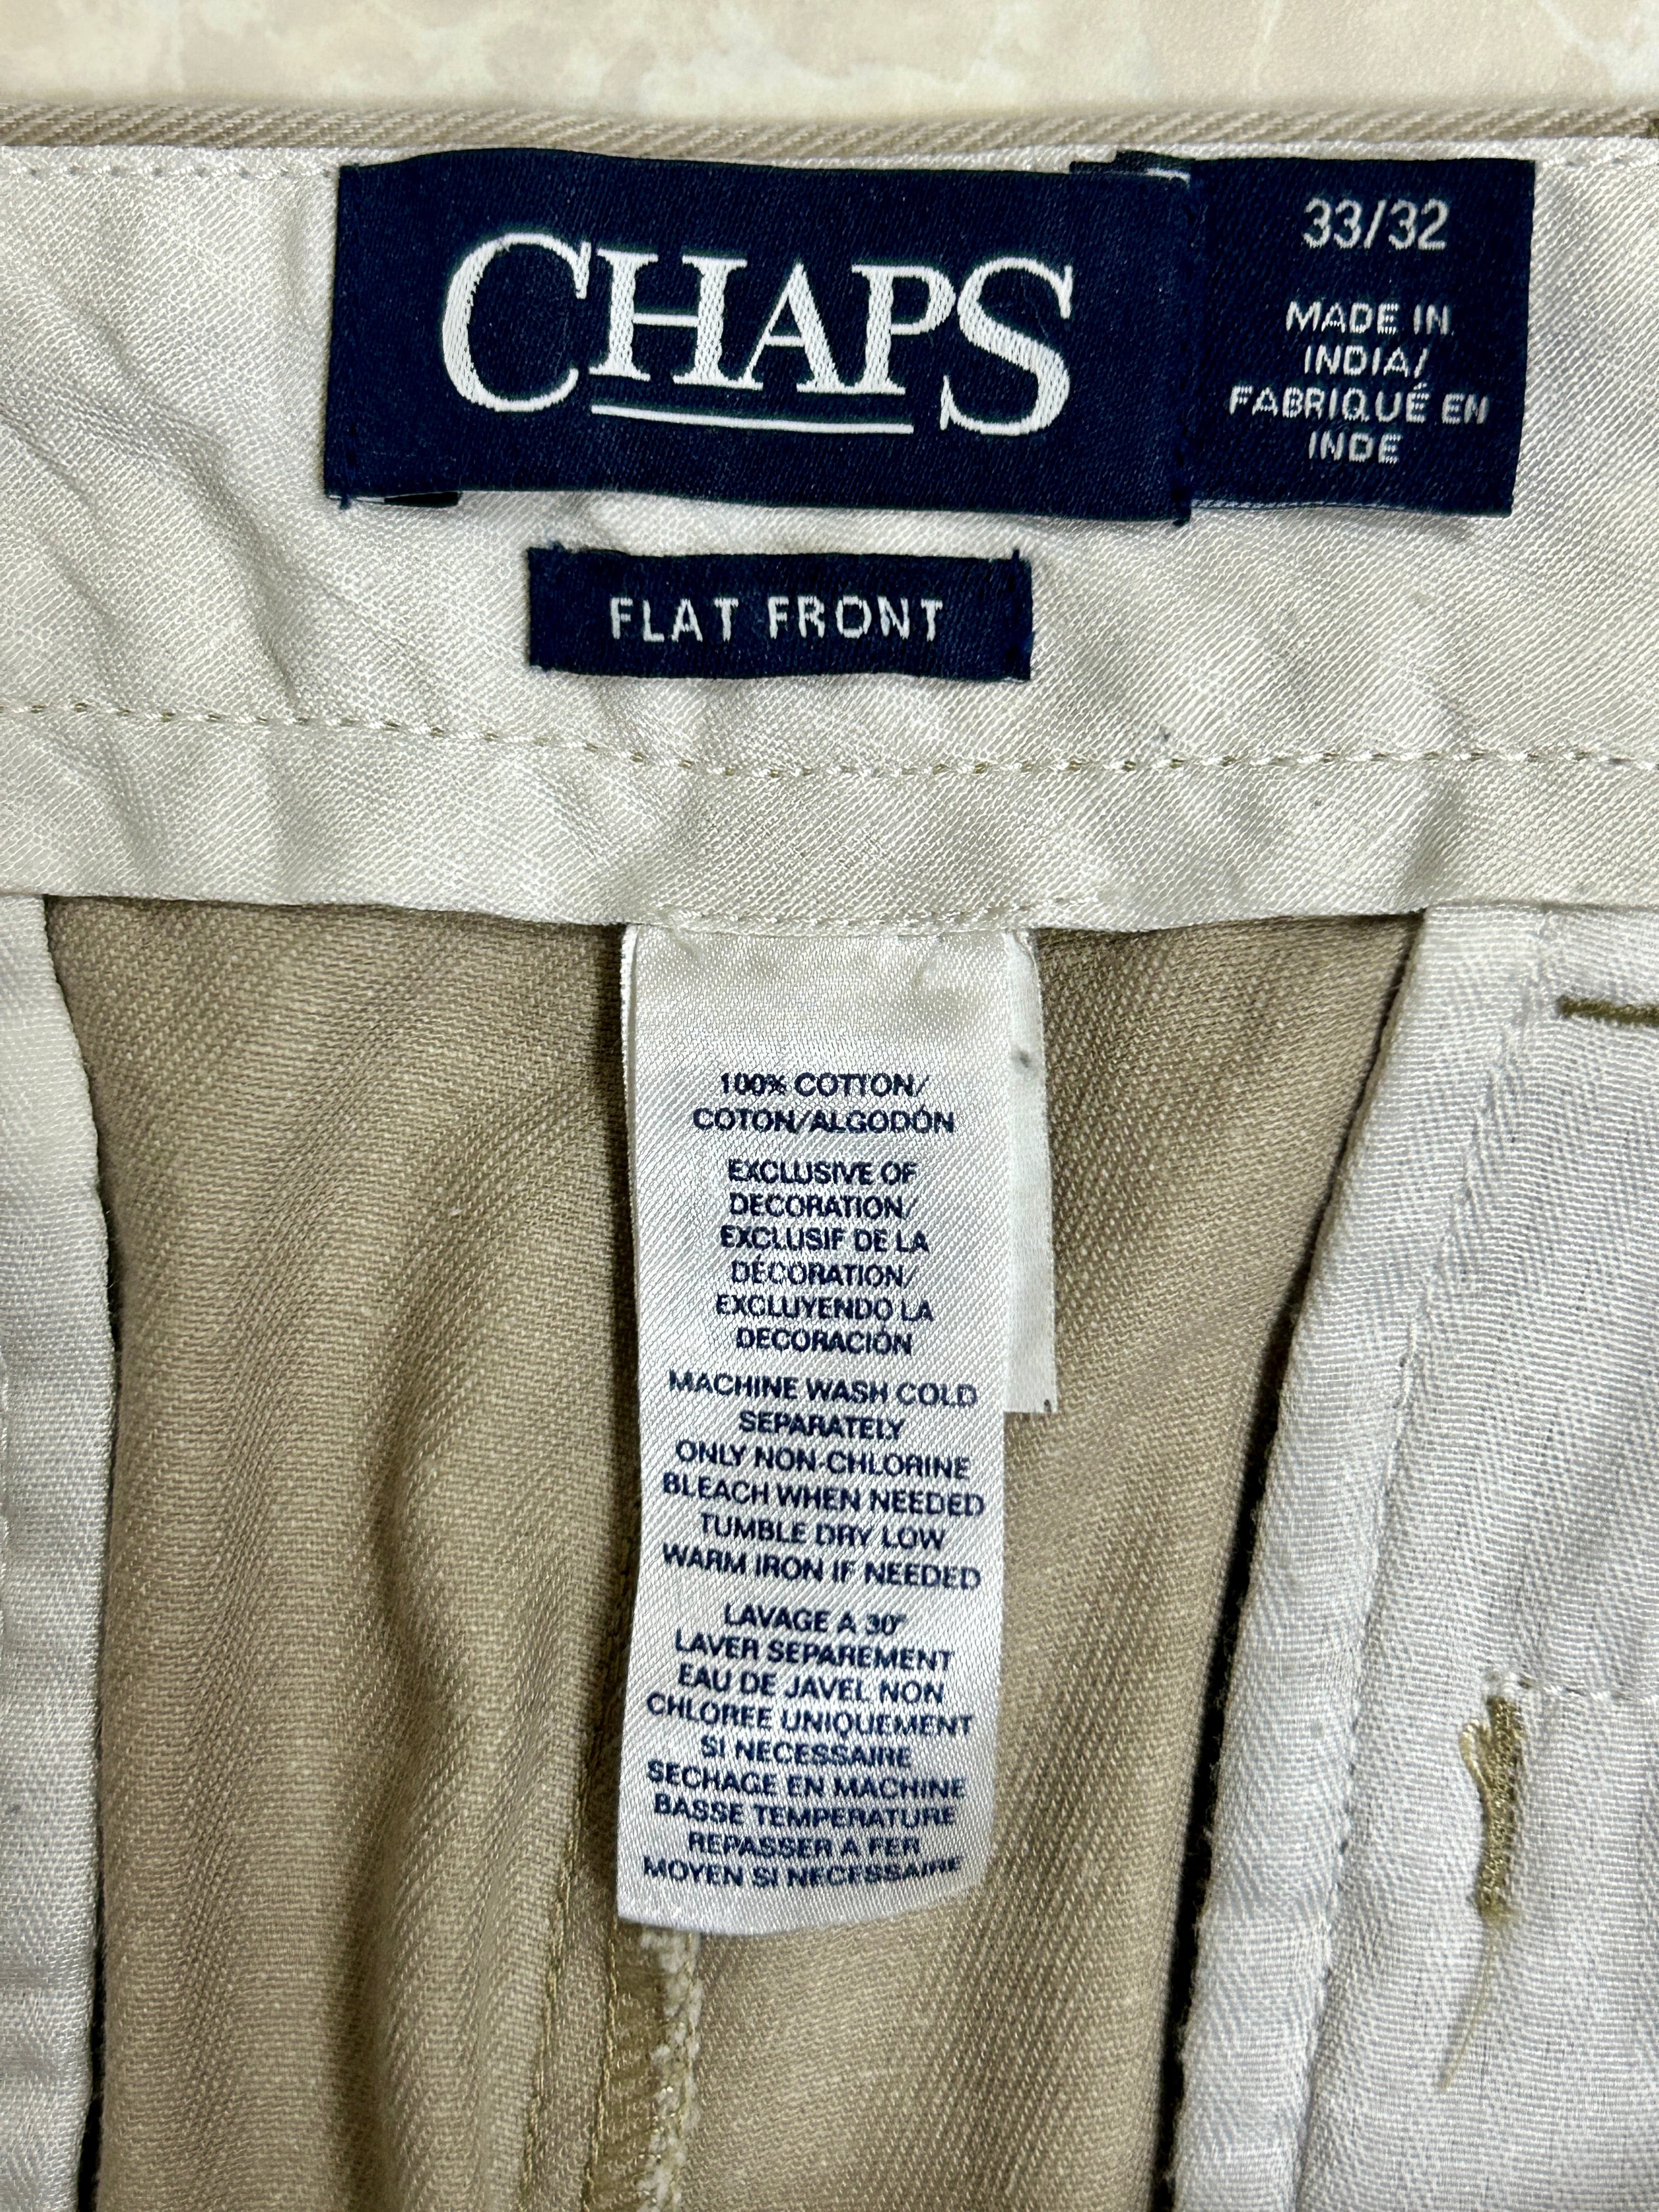 CHAPS
33/32
MADE IN
INDIA/
FABRIQUÉ EN
INDE
FLAT FRONT
100% COTTON/
COTON/ALGODÓN
EXCLUSIVE OF
DECORATION/
EXCLUSIF DE LA
DÉCORATION/
EXCLUYENDO LA
DECORACIÓN
MACHINE WASH COLD
SEPARATELY
ONLY NON-CHLORINE
BLEACH WHEN NEEDED
TUMBLE DRY LOW
WARM IRON IF NEEDED
LAVAGE A 30°
LAVER SEPAREMENT
EAU DE JAVEL NON
CHLOREE UNIQUEMENT
SI NECESSAIRE
SECHAGE EN MACHINE
BASSE TEMPERATURE
REPASSER A FER
MOYEN SI NECESSAIRE